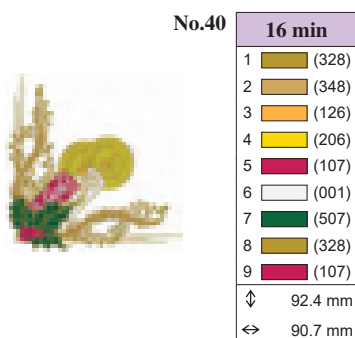 No.40
16 min
1 (328)
2 (348)
3 (126)
4 (206)
5 (107)
6 (001)
7 (507)
8 (328)
9 (107)
↕ 92.4 mm
↔ 90.7 mm